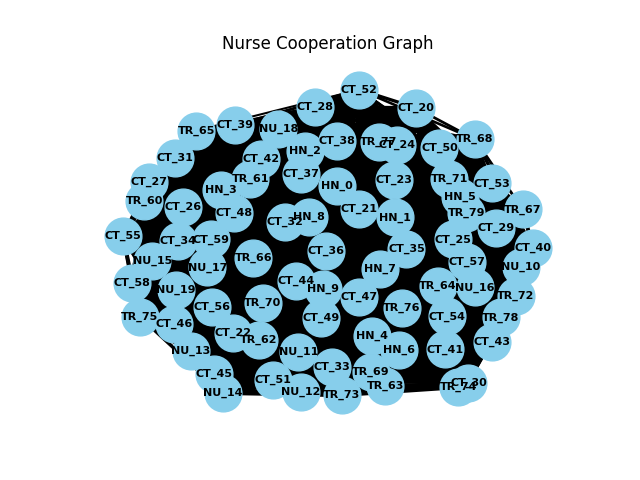 Nurse Cooperation Graph
CT_52
CT_28
CT_20
CT_39
NU_18
TR_65
CT_38
TR_77
CT_24
CT_50
TR_68
HN_2
CT_31
CT_42
CT_37
CT_27
TR_61
HN_0
CT_23
TR_71
CT_53
HN_3
HN_5
TR_60
CT_26
CT_48
CT_21
TR_79
TR_67
CT_32
HN_8
HN_1
CT_29
CT_55
CT_34
CT_59
CT_25
CT_40
CT_36
CT_35
TR_66
NU_15
NU_17
HN_7
CT_57
NU_10
CT_58
NU_19
CT_44
HN_9
CT_47
TR_64
NU_16
TR_72
TR_70
CT_56
TR_76
TR_75
CT_46
CT_49
CT_54
TR_78
CT_22
TR_62
HN_4
CT_43
NU_13
NU_11
HN_6
CT_41
CT_33
TR_69
CT_45
CT_51
TR_63
CT_30
TR_74
NU_14
NU_12
TR_73